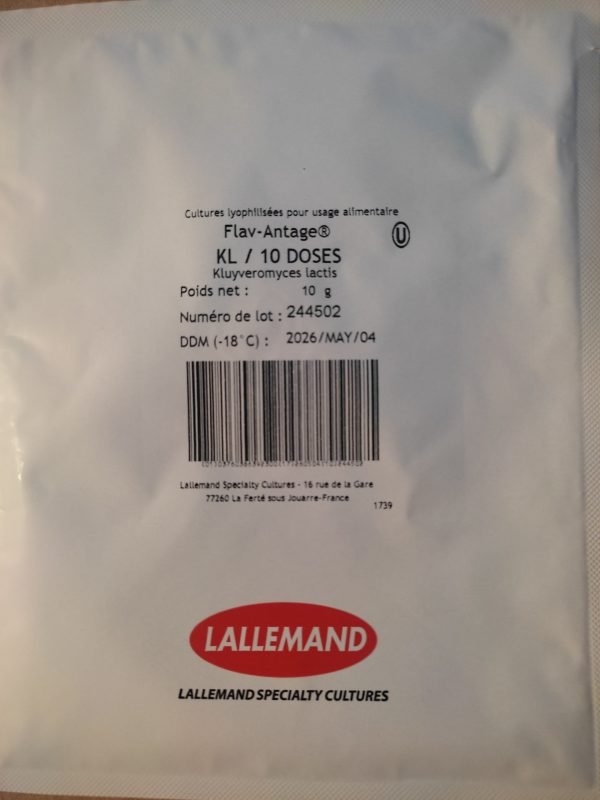 Cultures lyophilisées pour usage alimentaire
Flav-Antage®
U
KL / 10 DOSES
Kluyveromyces lactis
Poids net : 10 g
Numéro de lot : 244502
DDM (-18°C) : 2026/MAY/04
Lallemand Specialty Cultures - 16 rue de la Gare
77260 La Ferté sous Jouarre-France
1739
LALLEMAND
LALLEMAND SPECIALTY CULTURES